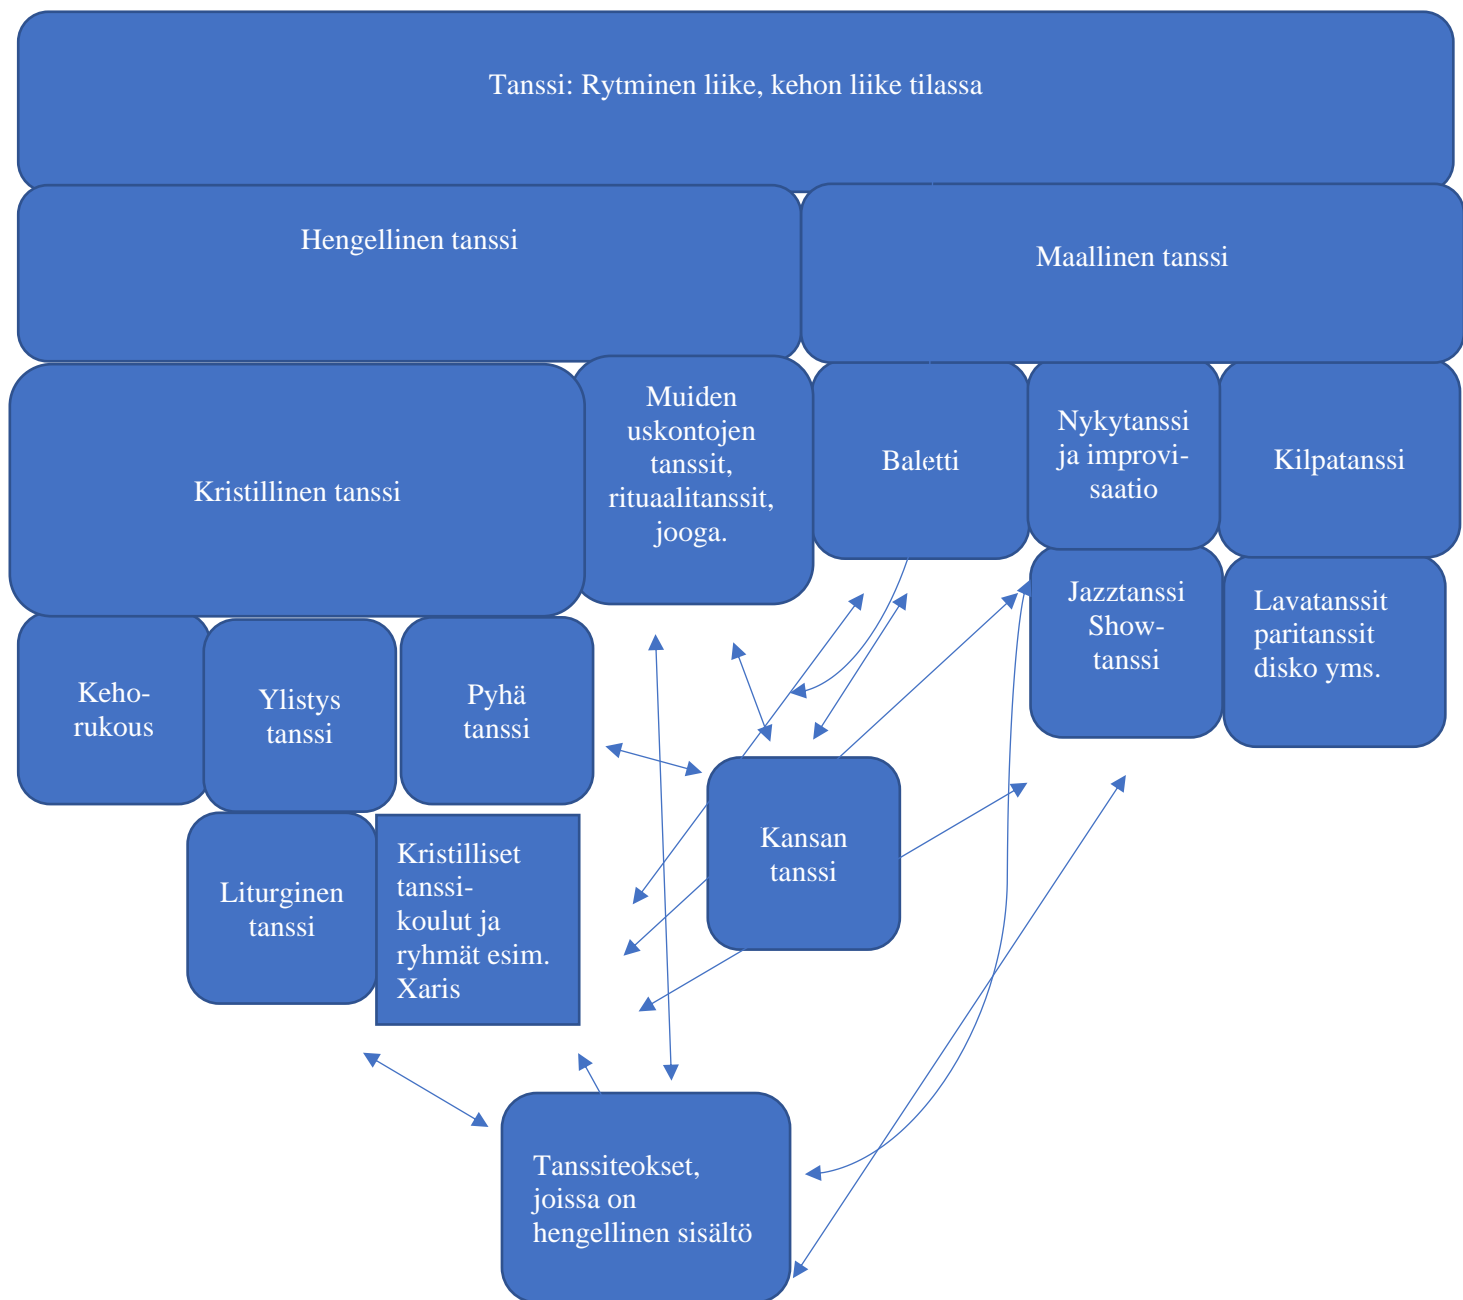 Tanssi: Rytminen liike, kehon liike tilassa
Hengellinen tanssi
Maallinen tanssi
Kristillinen tanssi
Muiden
uskontojen
tanssit,
rituaalitanssit,
jooga.
Baletti
Nykytanssi
ja improvi-
saatio
Kilpatanssi
Keho-
rukous
Ylistys
tanssi
Pyhä
tanssi
Jazztanssi
Show-
tanssi
Lavatanssit
paritanssit
disko yms.
Liturginen
tanssi
Kristilliset
tanssi-
koulut ja
ryhmät esim.
Xaris
Kansan
tanssi
Tanssiteokset,
joissa on
hengellinen sisältö